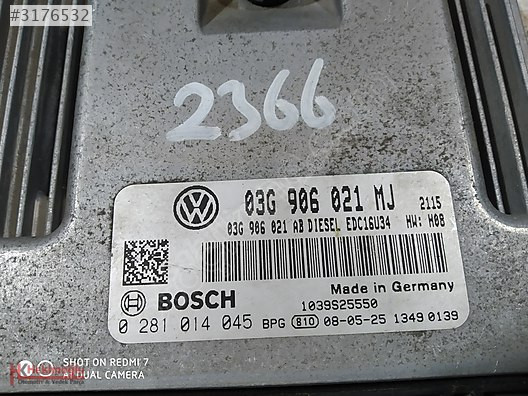 #3176532
2366
03G 906 021 MJ 2115
03G 906 021 AB DIESEL EDC16U34 HW: H08
Made in Germany
BOSCH 1039S25550
0 281 014 045 BPG 810 08-05-25 1349 0139
SHOT ON REDMI 7
AI DUAL CAMERA